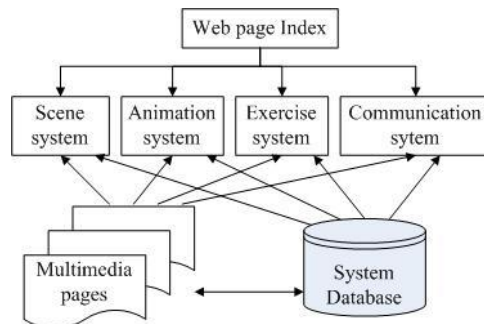 Web page Index
Scene
system
Animation
system
Exercise
system
Communication
sytem
Multimedia
pages
System
Database